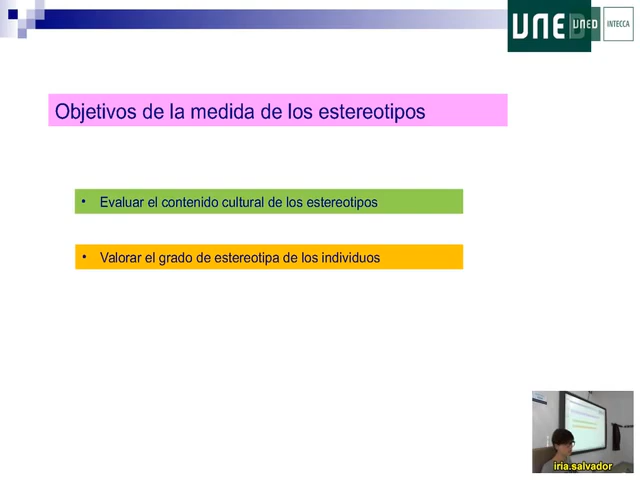 UNED
UNED
INTECCA
Objetivos de la medida de los estereotipos
• Evaluar el contenido cultural de los estereotipos
• Valorar el grado de estereotipa de los individuos
iria.salvador